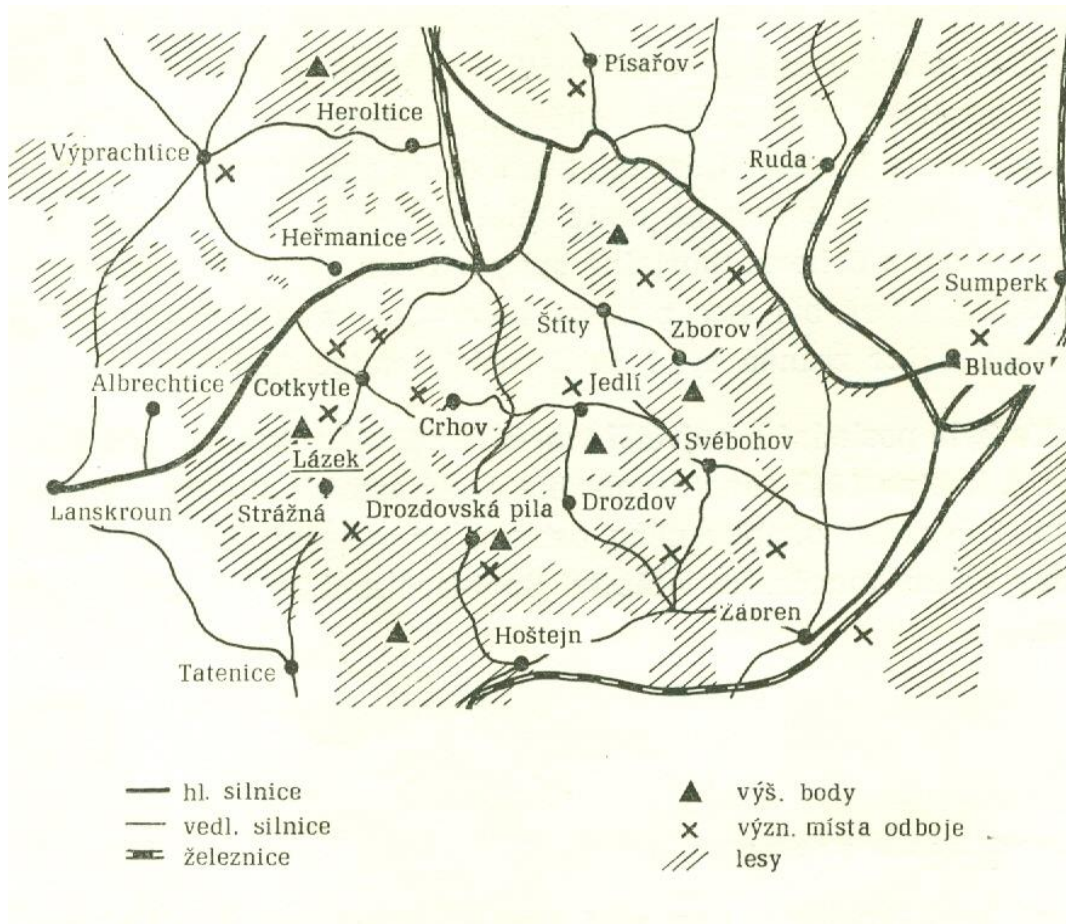 Písařov
Heroltice
Výprachtice
Ruda
Heřmanice
Sumperk
Štíty
Zborov
Bludov
Albrechtice
Jedlí
Cotkytle
Crhov
Svébohov
Lázek
Lanskroun
Strážná
Drozdovská pila
Drozdov
Zábřeh
Hoštejn
Tatenice
hl. silnice
vedl. silnice
železnice
výš. body
význ. místa odboje
lesy